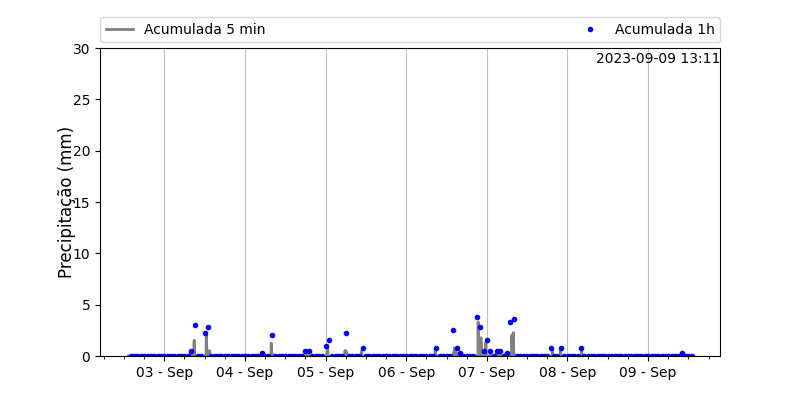 Acumulada 5 min
Acumulada 1h
2023-09-09 13:11
Precipitação (mm)
30
25
20
15
10
5
0
03 - Sep
04 - Sep
05 - Sep
06 - Sep
07 - Sep
08 - Sep
09 - Sep